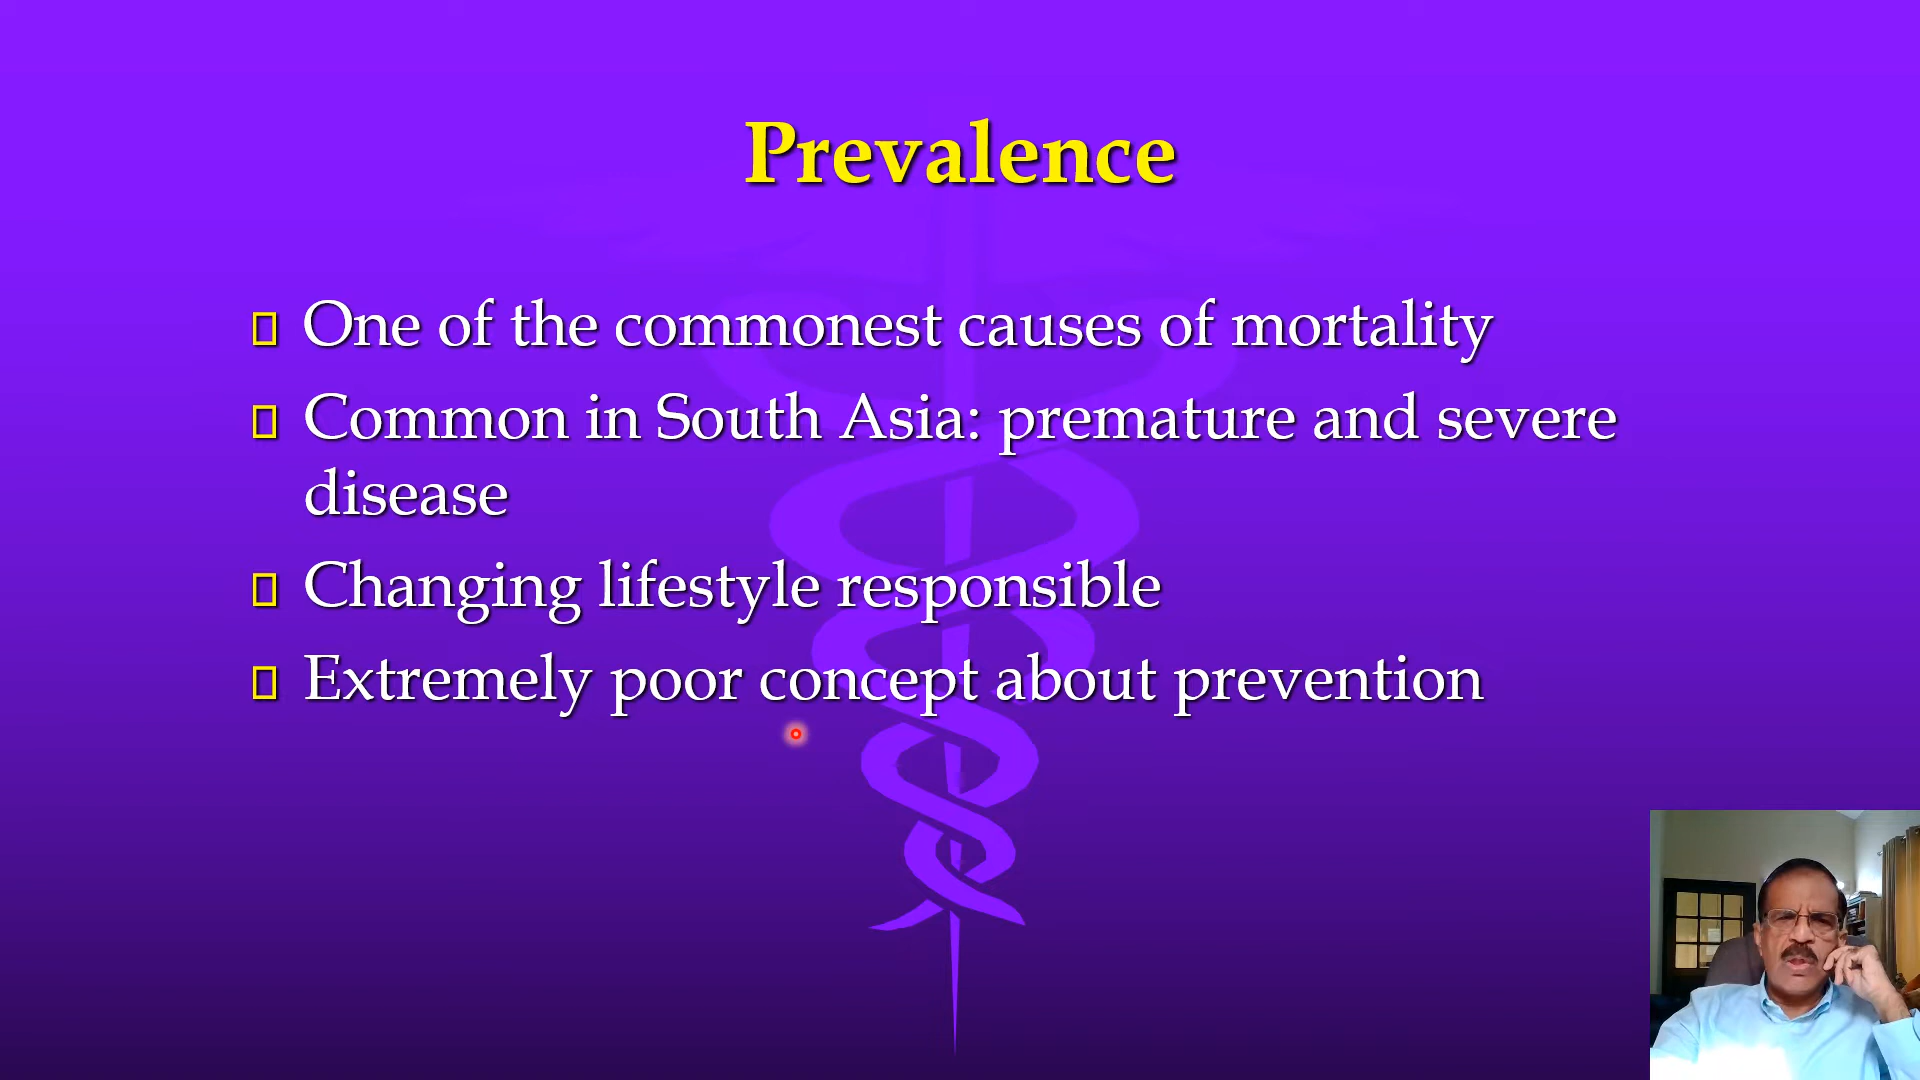 Prevalence
One of the commonest causes of mortality
Common in South Asia: premature and severe
disease
Changing lifestyle responsible
Extremely poor concept about prevention